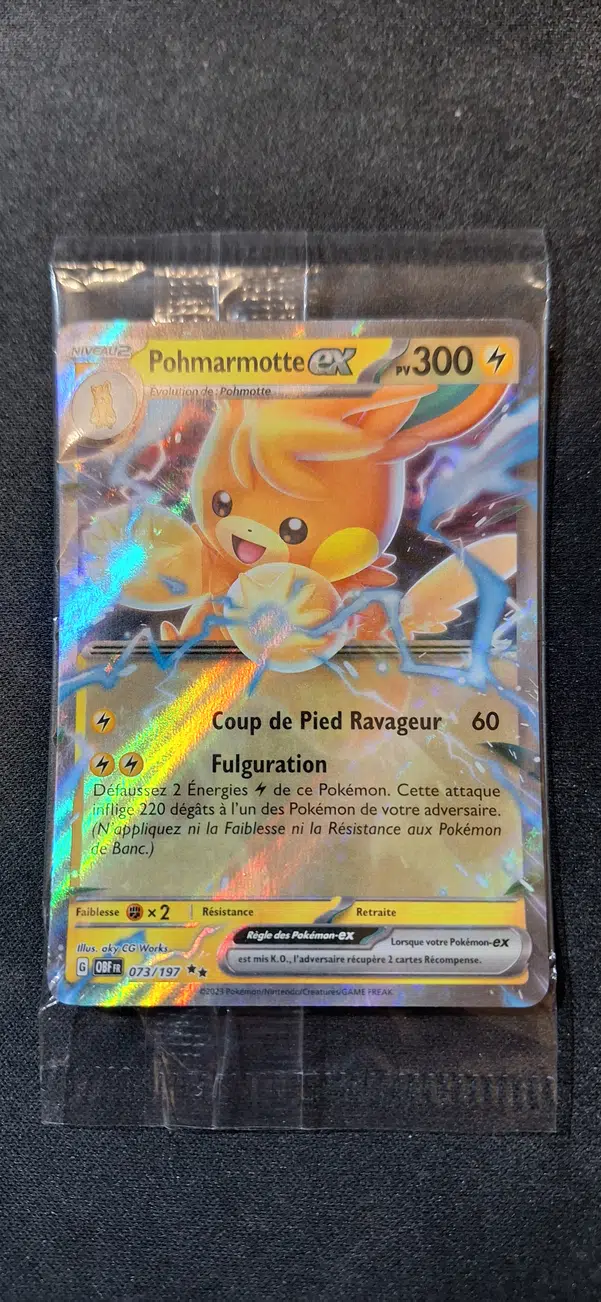 NIVEAU 2
Pohmarmotte ex PV 300
Évolution de : Pohmotte
Coup de Pied Ravageur 60
Fulguration
Défaussez 2 Énergies de ce Pokémon. Cette attaque
inflige 220 dégâts à l'un des Pokémon de votre adversaire.
(N'appliquez ni la Faiblesse ni la Résistance aux Pokémon
de Banc.)
Faiblesse ×2 Résistance Retraite
Règle des Pokémon-ex Lorsque votre Pokémon-ex
est mis K.O., l'adversaire récupère 2 cartes Récompense.
Illus. aky CG Works
G OBF FR 073/197
©2023 Pokémon/Nintendo/Creatures/GAME FREAK